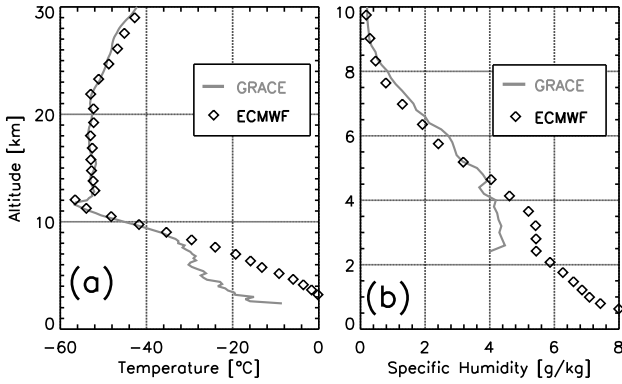 30
20
10
0
Altitude [km]
GRACE
ECMWF
(a)
-60 -40 -20 0
Temperature [°C]
10
8
6
4
2
0
GRACE
ECMWF
(b)
0 2 4 6 8
Specific Humidity [g/kg]